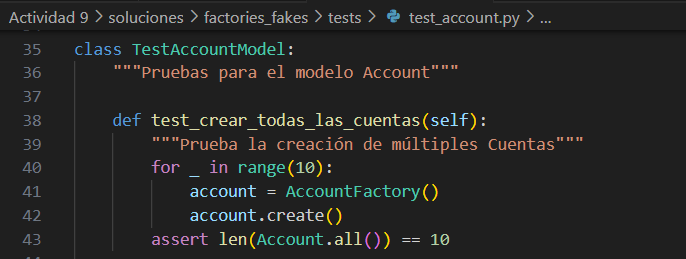 Actividad 9 > soluciones > factories_fakes > tests > test_account.py > ...
35 class TestAccountModel:
36     """Pruebas para el modelo Account"""
37
38     def test_crear_todas_las_cuentas(self):
39         """Prueba la creación de múltiples Cuentas"""
40         for _ in range(10):
41             account = AccountFactory()
42             account.create()
43         assert len(Account.all()) == 10